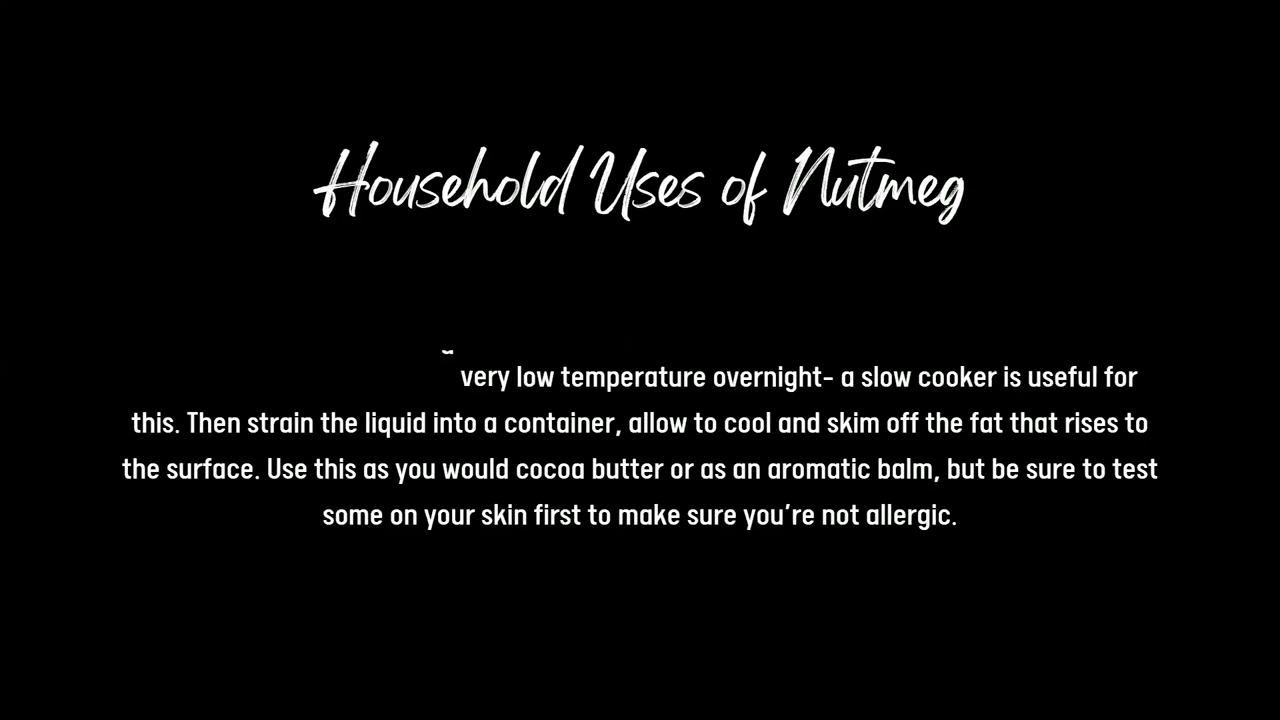 Household Uses of Nutmeg
very low temperature overnight- a slow cooker is useful for
this. Then strain the liquid into a container, allow to cool and skim off the fat that rises to
the surface. Use this as you would cocoa butter or as an aromatic balm, but be sure to test
some on your skin first to make sure you’re not allergic.